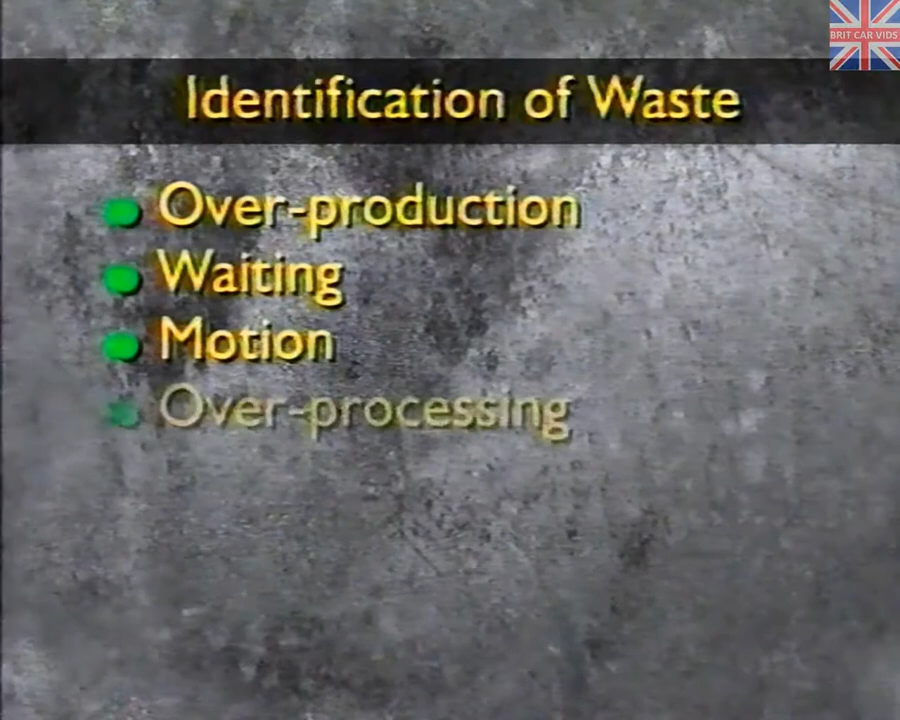 BRIT CAR VIDS
Identification of Waste
Over-production
Waiting
Motion
Over-processing